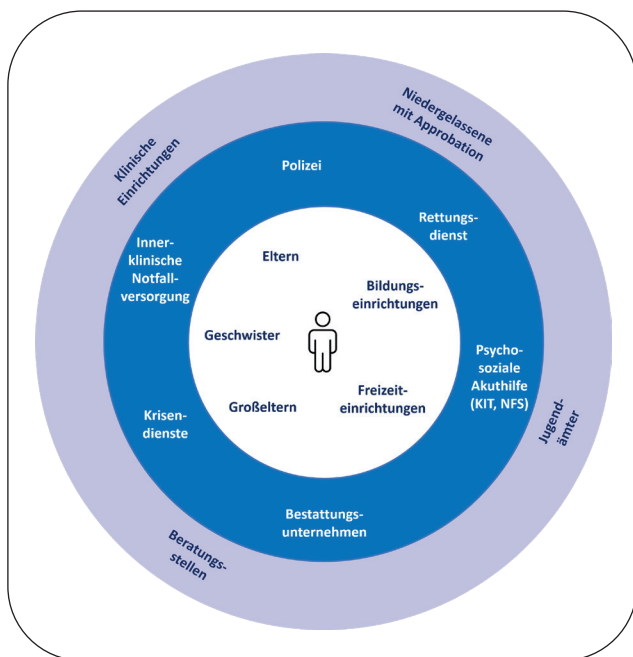 Klinische
Einrichtungen
Niedergelassene
mit Approbation
Polizei
Rettungs-
dienst
Inner-
klinische
Notfall-
versorgung
Eltern
Bildungs-
einrichtungen
Geschwister
Psycho-
soziale
Akuthilfe
(KIT, NFS)
Großeltern
Freizeit-
einrichtungen
Krisen-
dienste
Jugend-
ämter
Bestattungs-
unternehmen
Beratungs-
stellen